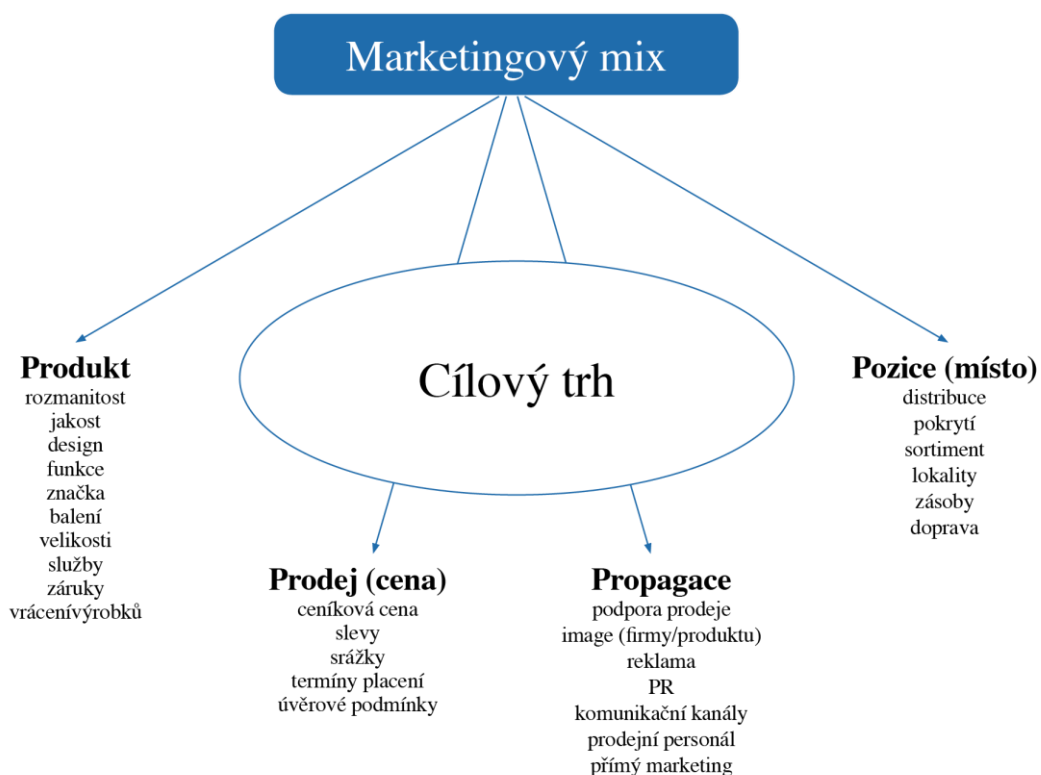 Marketingový mix
Cílový trh
Produkt
rozmanitost
jakost
design
funkce
značka
balení
velikosti
služby
záruky
vrácenívýrobků
Prodej (cena)
ceníková cena
slevy
srážky
termíny placení
úvěrové podmínky
Propagace
podpora prodeje
image (firmy/produktu)
reklama
PR
komunikační kanály
prodejní personál
přímý marketing
Pozice (místo)
distribuce
pokrytí
sortiment
lokality
zásoby
doprava